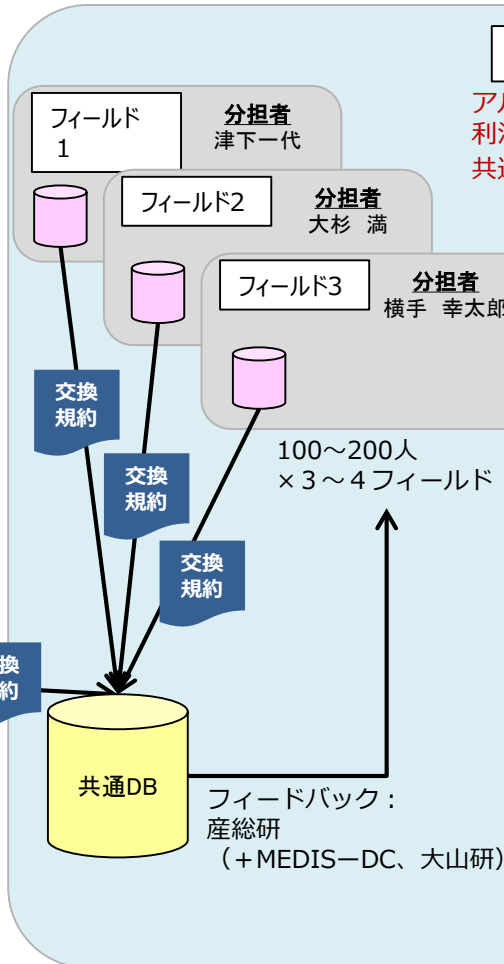 アル
利活
共通
フィールド
1
分担者
津下一代
フィールド2
分担者
大杉 満
フィールド3
分担者
横手 幸太郎
交換
規約
交換
規約
交換
規約
100～200人
×３～４フィールド
換
約
共通DB
フィードバック：
産総研
（+MEDISーDC、大山研）